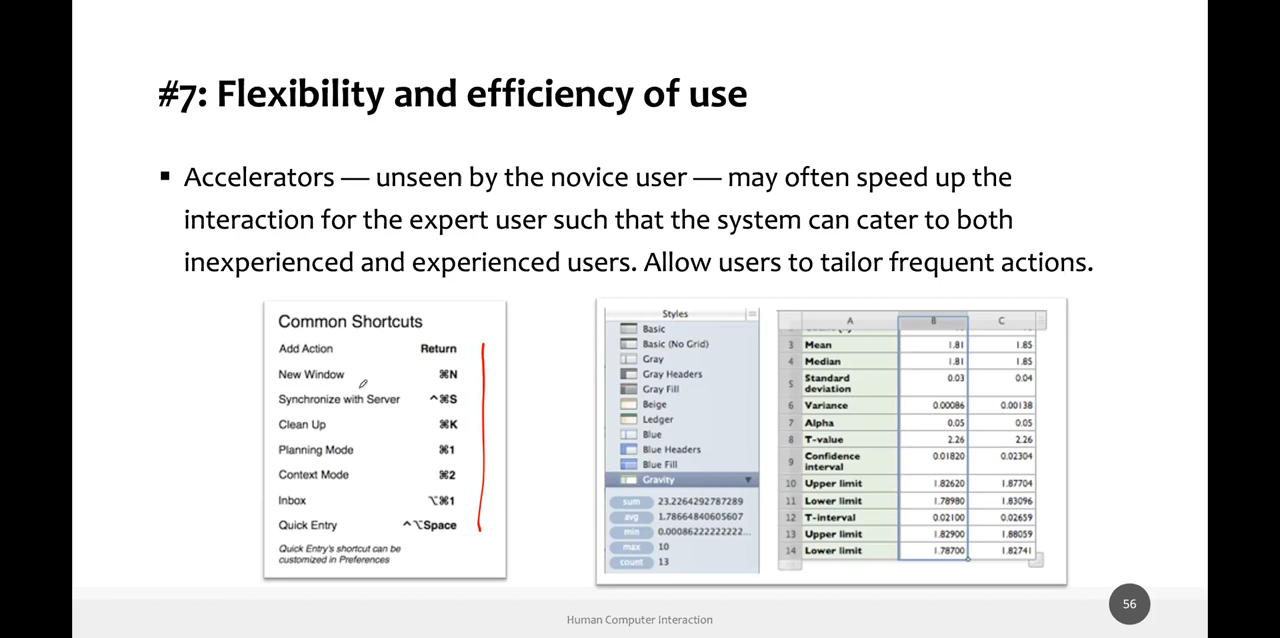 #7: Flexibility and efficiency of use
▪ Accelerators — unseen by the novice user — may often speed up the
interaction for the expert user such that the system can cater to both
inexperienced and experienced users. Allow users to tailor frequent actions.
Common Shortcuts
Add Action Return
New Window ⌘N
Synchronize with Server ^⌘S
Clean Up ⌘K
Planning Mode ⌘1
Context Mode ⌘2
Inbox ⌥⌘1
Quick Entry ^⌥Space
Quick Entry's shortcut can be
customized in Preferences
Styles
Basic
Basic (No Grid)
Gray
Gray Headers
Gray Fill
Beige
Ledger
Blue
Blue Headers
Blue Fill
Gravity
sum 23.2264292787289
avg 1.78664840605607
min 0.00086222222222...
max 10
count 13
A B C
3 Mean 1.81 1.85
4 Median 1.81 1.85
5 Standard deviation 0.03 0.04
6 Variance 0.00086 0.00138
7 Alpha 0.05 0.05
8 T-value 2.26 2.26
9 Confidence interval 0.01820 0.02304
10 Upper limit 1.82620 1.87704
11 Lower limit 1.78980 1.83096
12 T-interval 0.02100 0.02659
13 Upper limit 1.82900 1.88059
14 Lower limit 1.78700 1.82741
Human Computer Interaction
56